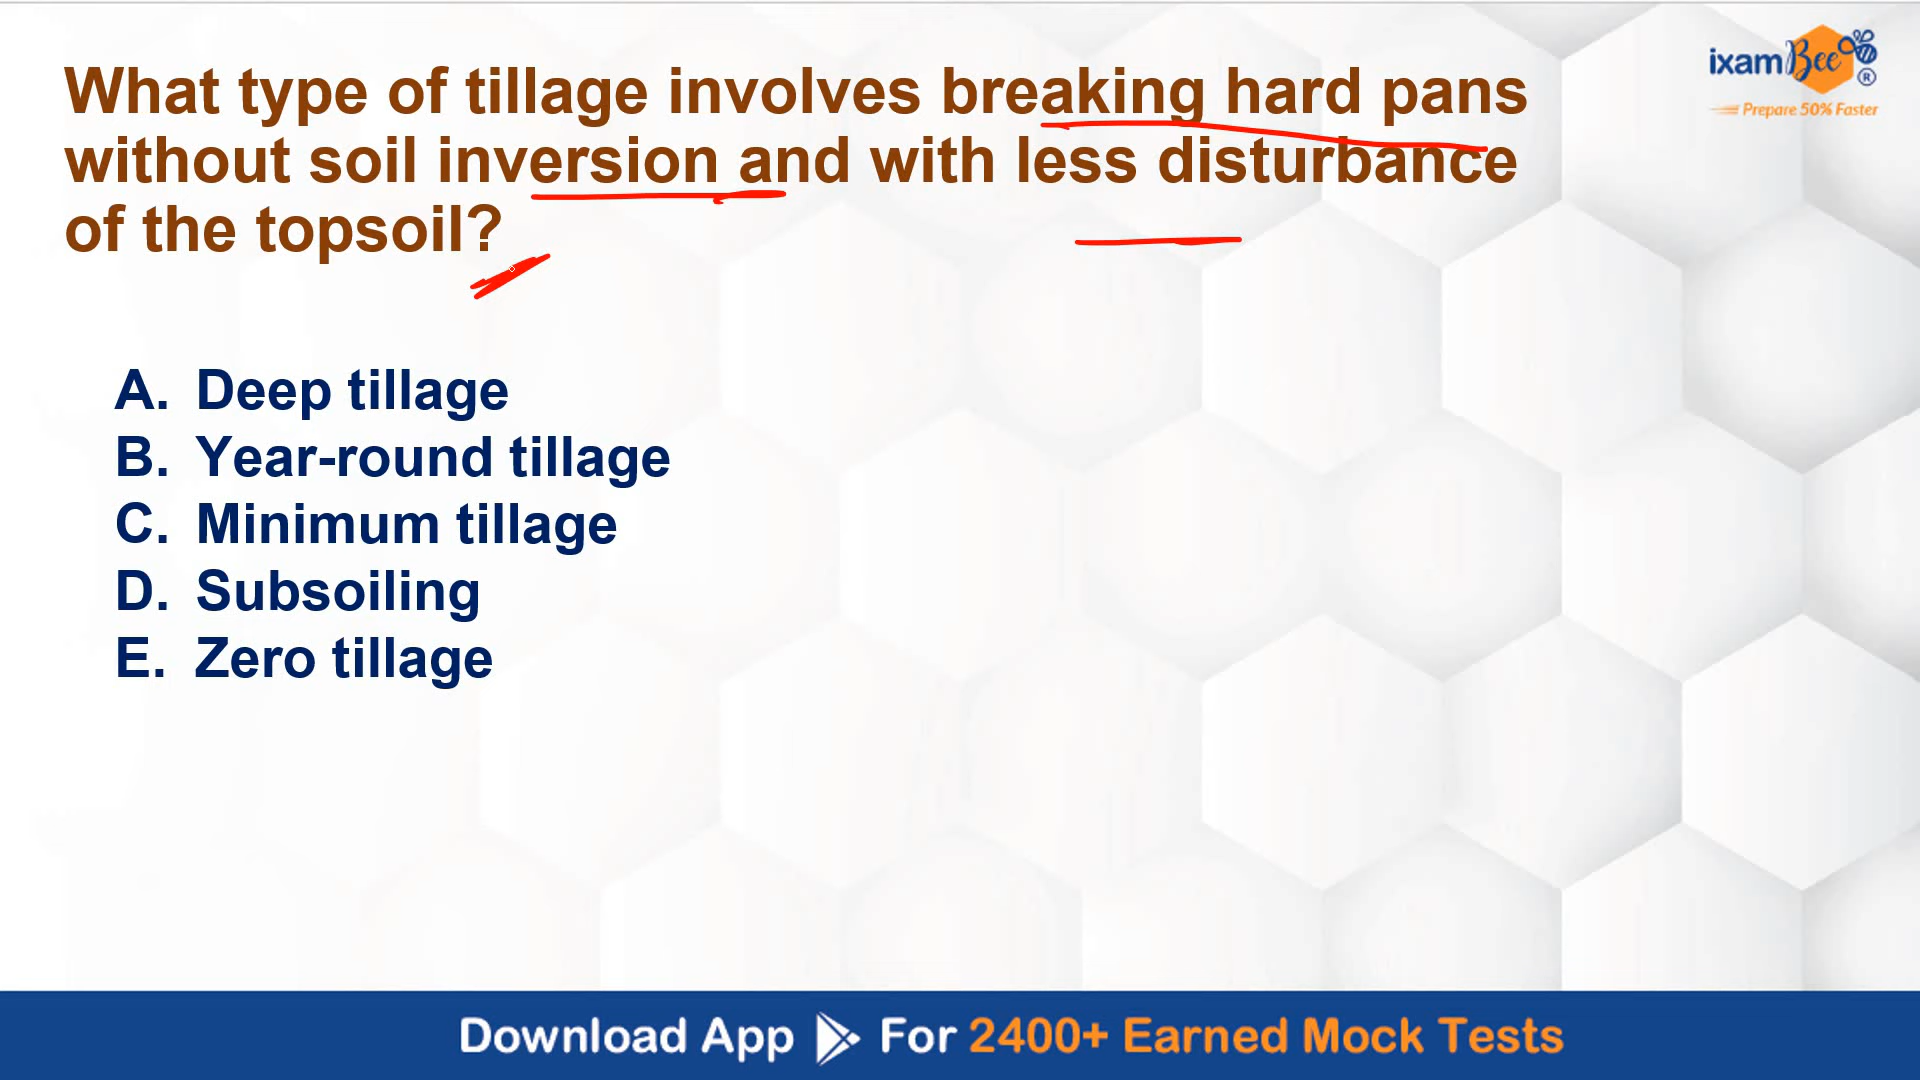 What type of tillage involves breaking hard pans
without soil inversion and with less disturbance
of the topsoil?
ixamBee®
Prepare 50% Faster
A. Deep tillage
B. Year-round tillage
C. Minimum tillage
D. Subsoiling
E. Zero tillage
Download App For 2400+ Earned Mock Tests